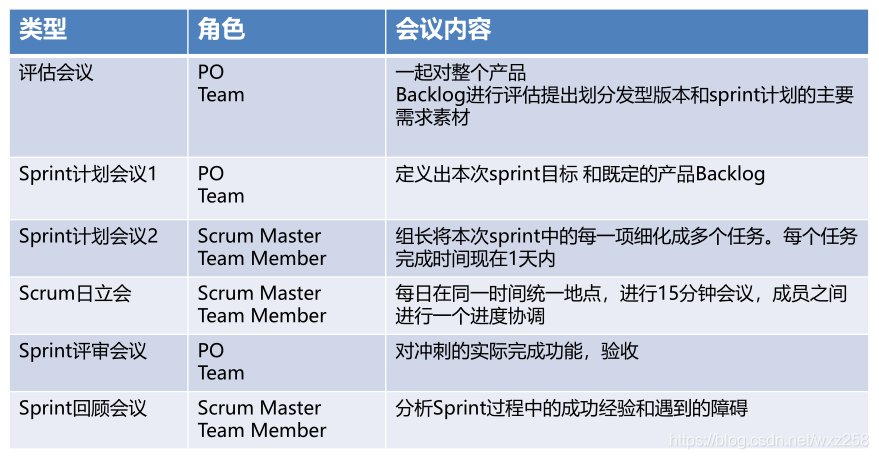 类型 角色 会议内容
评估会议 PO 一起对整个产品
Team Backlog进行评估提出划分发型版本和sprint计划的主要
需求素材
Sprint计划会议1 PO 定义出本次sprint目标 和既定的产品Backlog
Team
Sprint计划会议2 Scrum Master 组长将本次sprint中的每一项细化成多个任务。每个任务
Team Member 完成时间现在1天内
Scrum日立会 Scrum Master 每日在同一时间统一地点，进行15分钟会议，成员之间
Team Member 进行一个进度协调
Sprint评审会议 PO 对冲刺的实际完成功能，验收
Team
Sprint回顾会议 Scrum Master 分析Sprint过程中的成功经验和遇到的障碍
Team Member
https://blog.csdn.net/wxz258